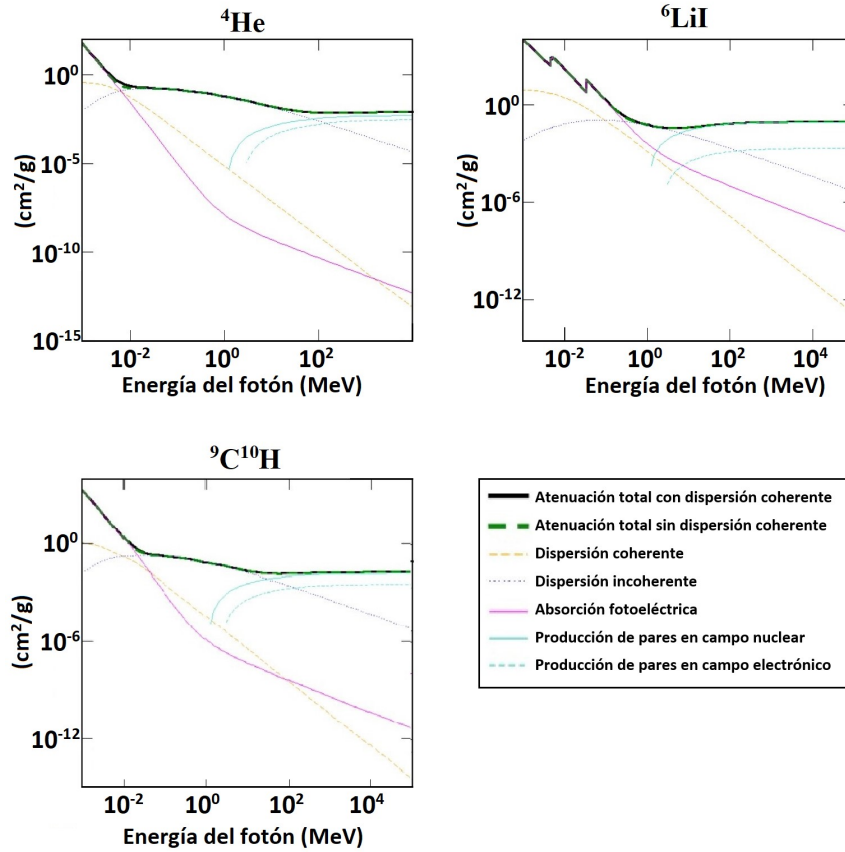 ⁴He
(cm²/g)
10⁰
10⁻⁵
10⁻¹⁰
10⁻¹⁵
10⁻² 10⁰ 10²
Energía del fotón (MeV)
⁶LiI
(cm²/g)
10⁰
10⁻⁶
10⁻¹²
10⁻² 10⁰ 10² 10⁴
Energía del fotón (MeV)
⁹C¹⁰H
(cm²/g)
10⁰
10⁻⁶
10⁻¹²
10⁻² 10⁰ 10² 10⁴
Energía del fotón (MeV)
Atenuación total con dispersión coherente
Atenuación total sin dispersión coherente
Dispersión coherente
Dispersión incoherente
Absorción fotoeléctrica
Producción de pares en campo nuclear
Producción de pares en campo electrónico